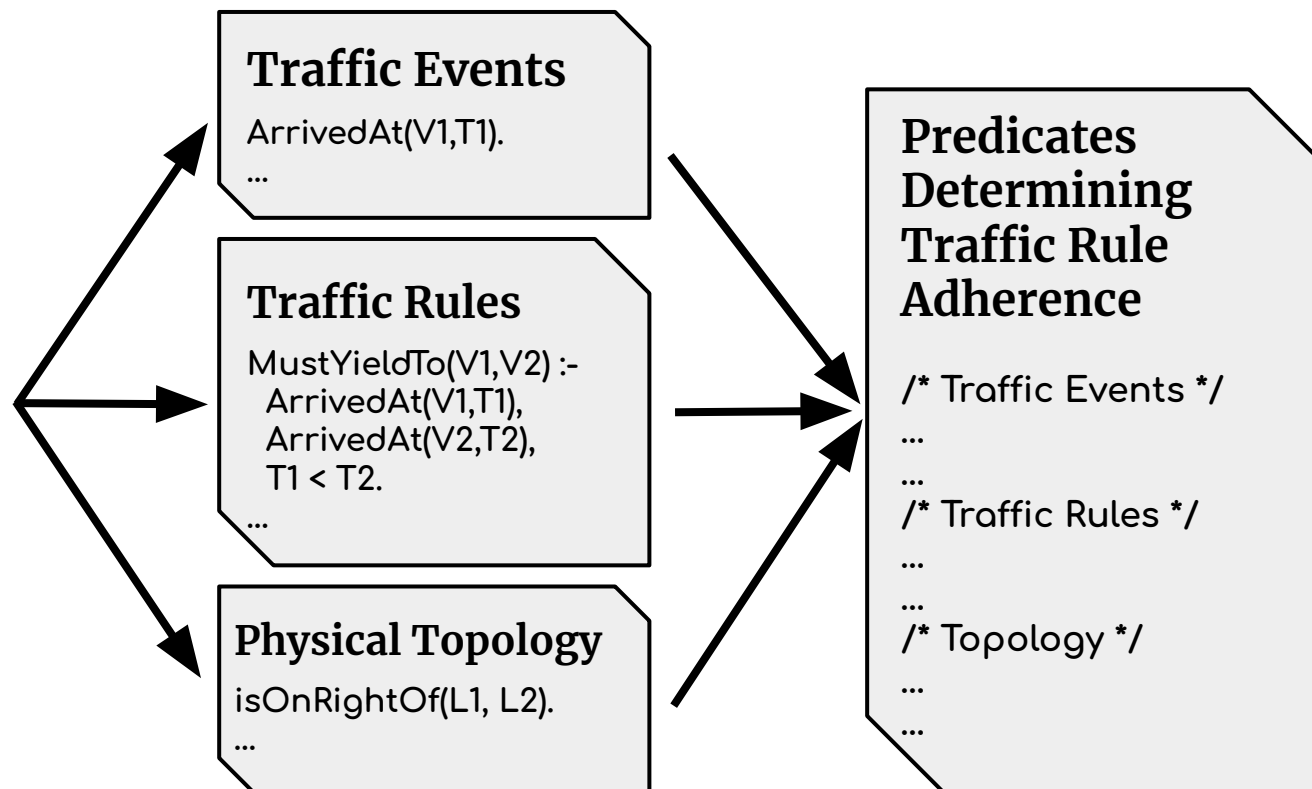 Traffic Events
ArrivedAt(V1,T1).
...
Traffic Rules
MustYieldTo(V1,V2) :-
ArrivedAt(V1,T1),
ArrivedAt(V2,T2),
T1 < T2.
...
Physical Topology
isOnRightOf(L1, L2).
...
Predicates
Determining
Traffic Rule
Adherence
/* Traffic Events */
...
...
/* Traffic Rules */
...
...
/* Topology */
...
...